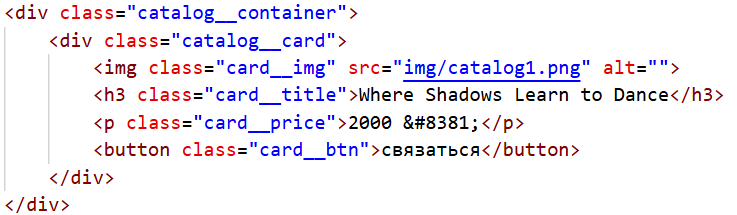 <div class="catalog__container">
<div class="catalog__card">
<img class="card__img" src="img/catalog1.png" alt="">
<h3 class="card__title">Where Shadows Learn to Dance</h3>
<p class="card__price">2000 &#8381;</p>
<button class="card__btn">связаться</button>
</div>
</div>